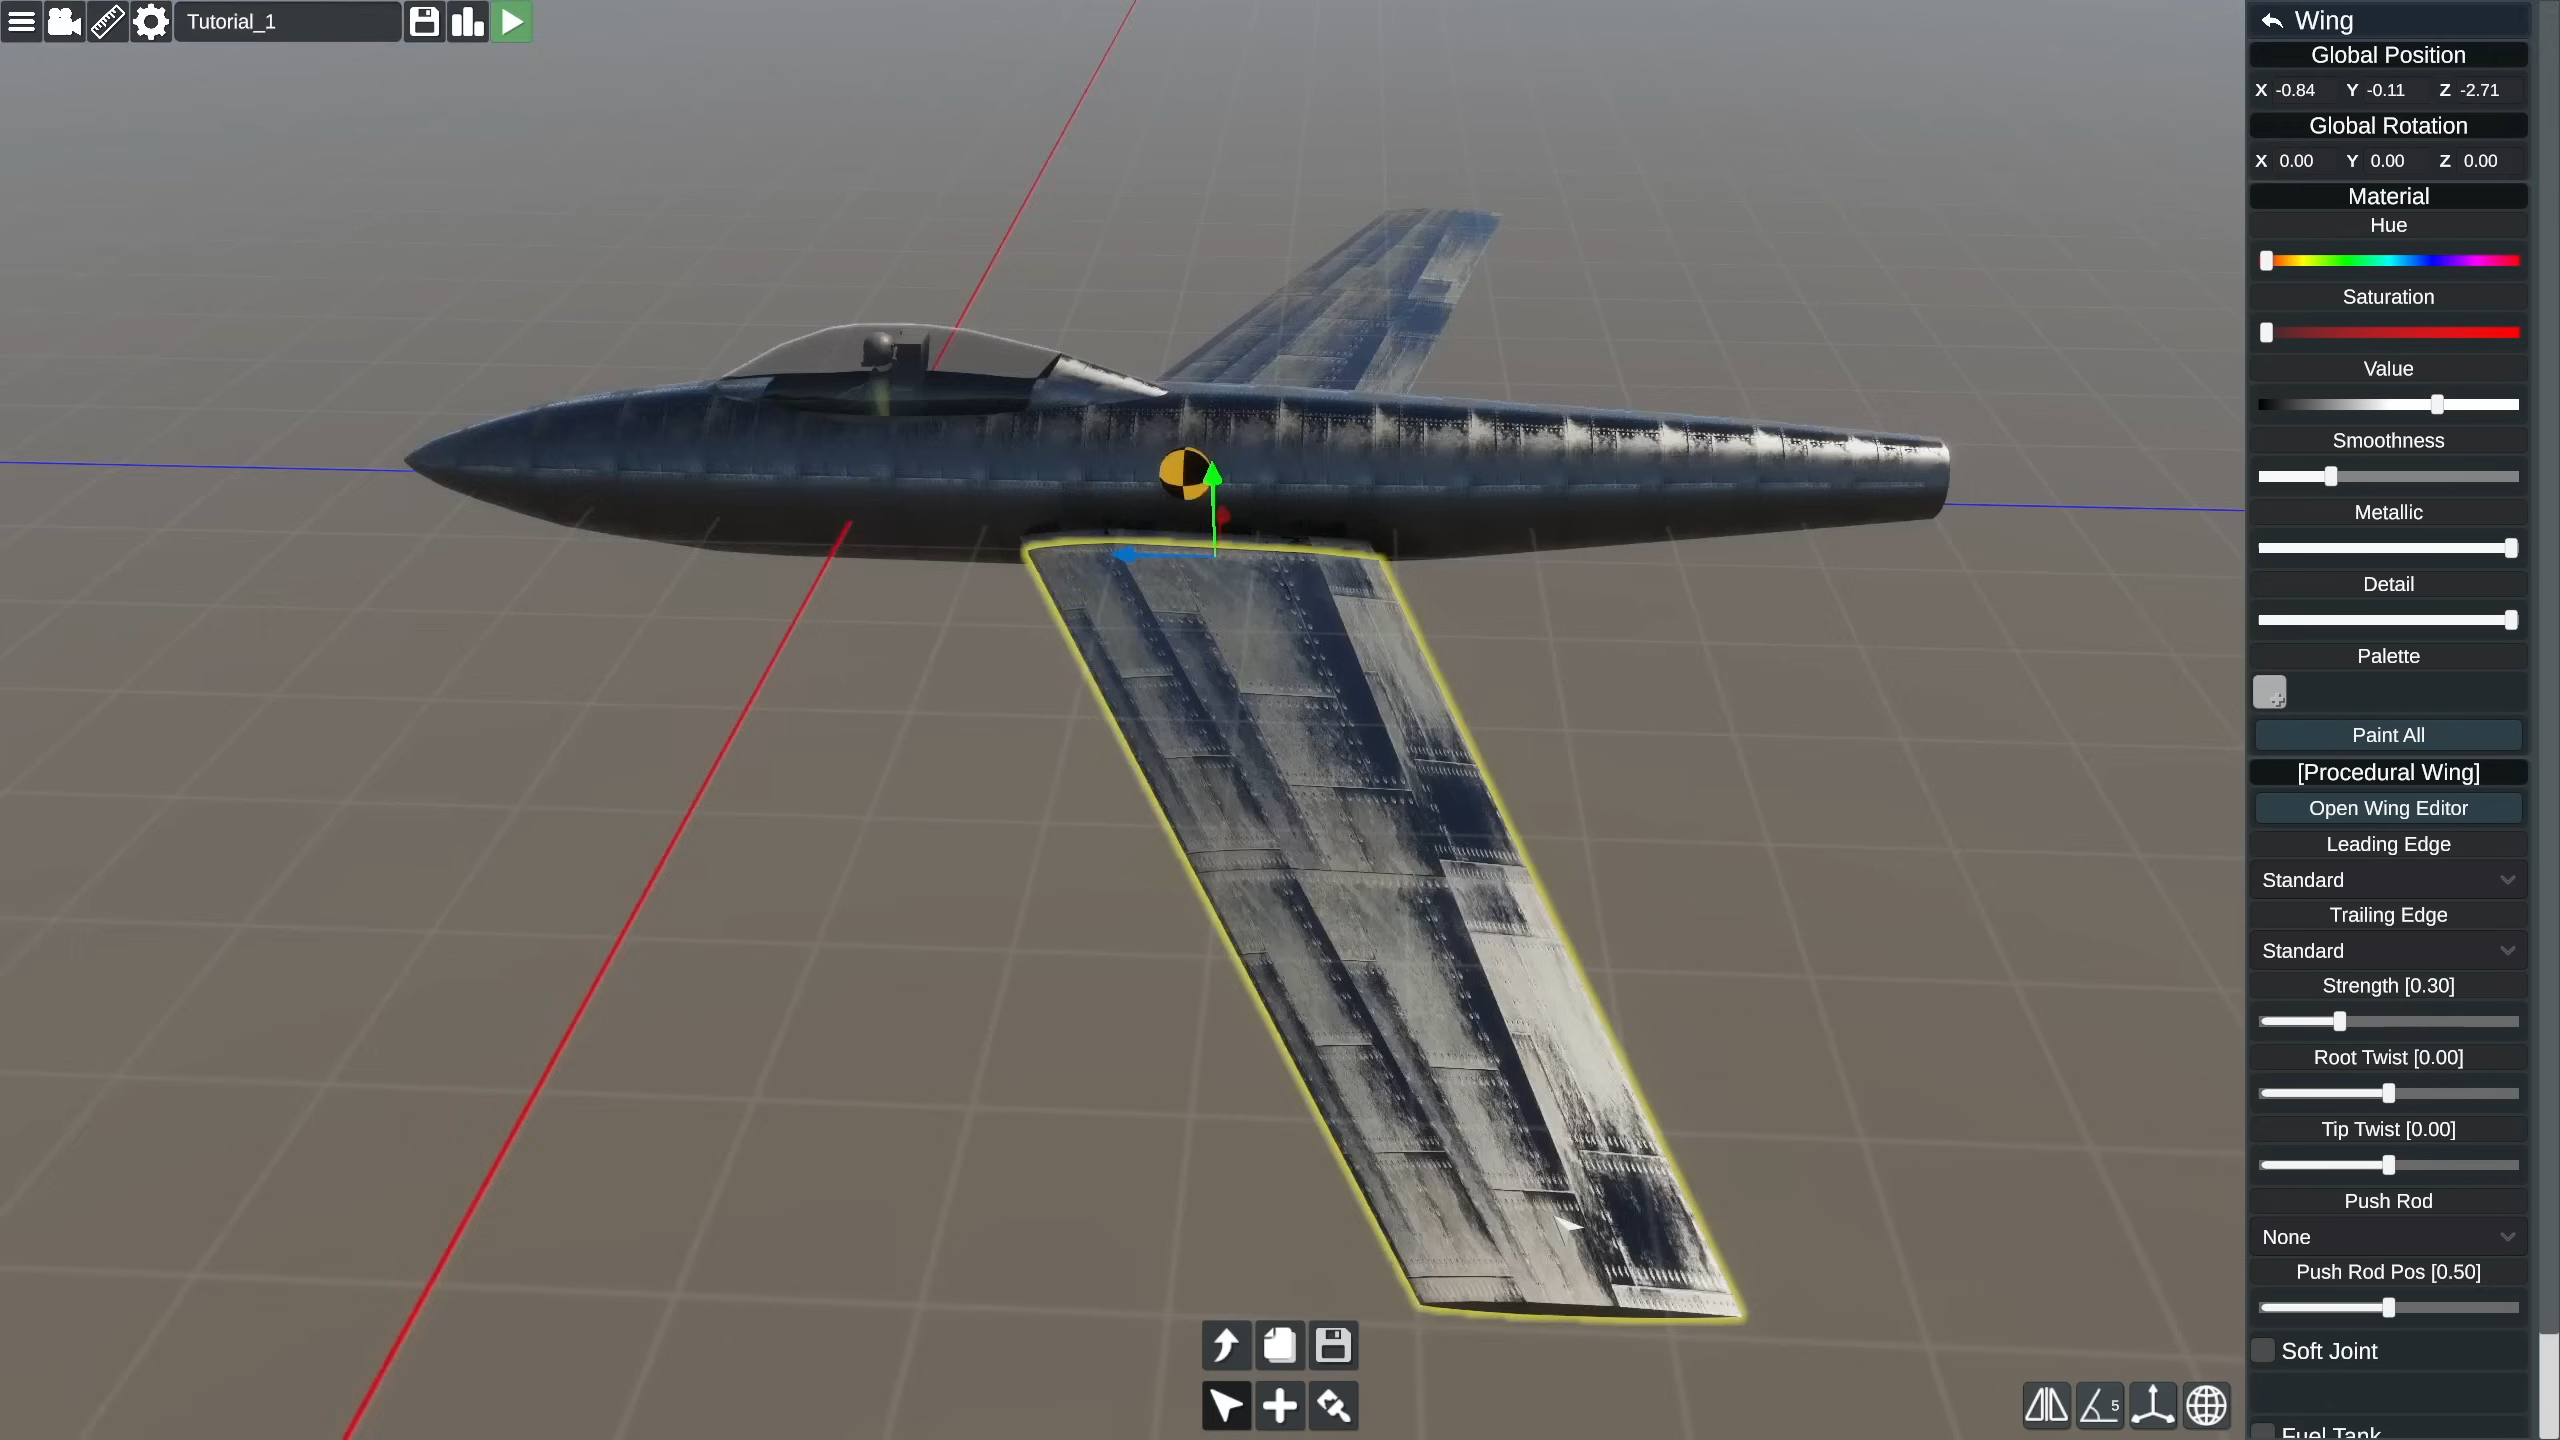 Tutorial_1
Wing
Global Position
X -0.84 Y -0.11 Z -2.71
Global Rotation
X 0.00 Y 0.00 Z 0.00
Material
Hue
Saturation
Value
Smoothness
Metallic
Detail
Palette
Paint All
[Procedural Wing]
Open Wing Editor
Leading Edge
Standard
Trailing Edge
Standard
Strength [0.30]
Root Twist [0.00]
Tip Twist [0.00]
Push Rod
None
Push Rod Pos [0.50]
Soft Joint
5
Fuel Tank